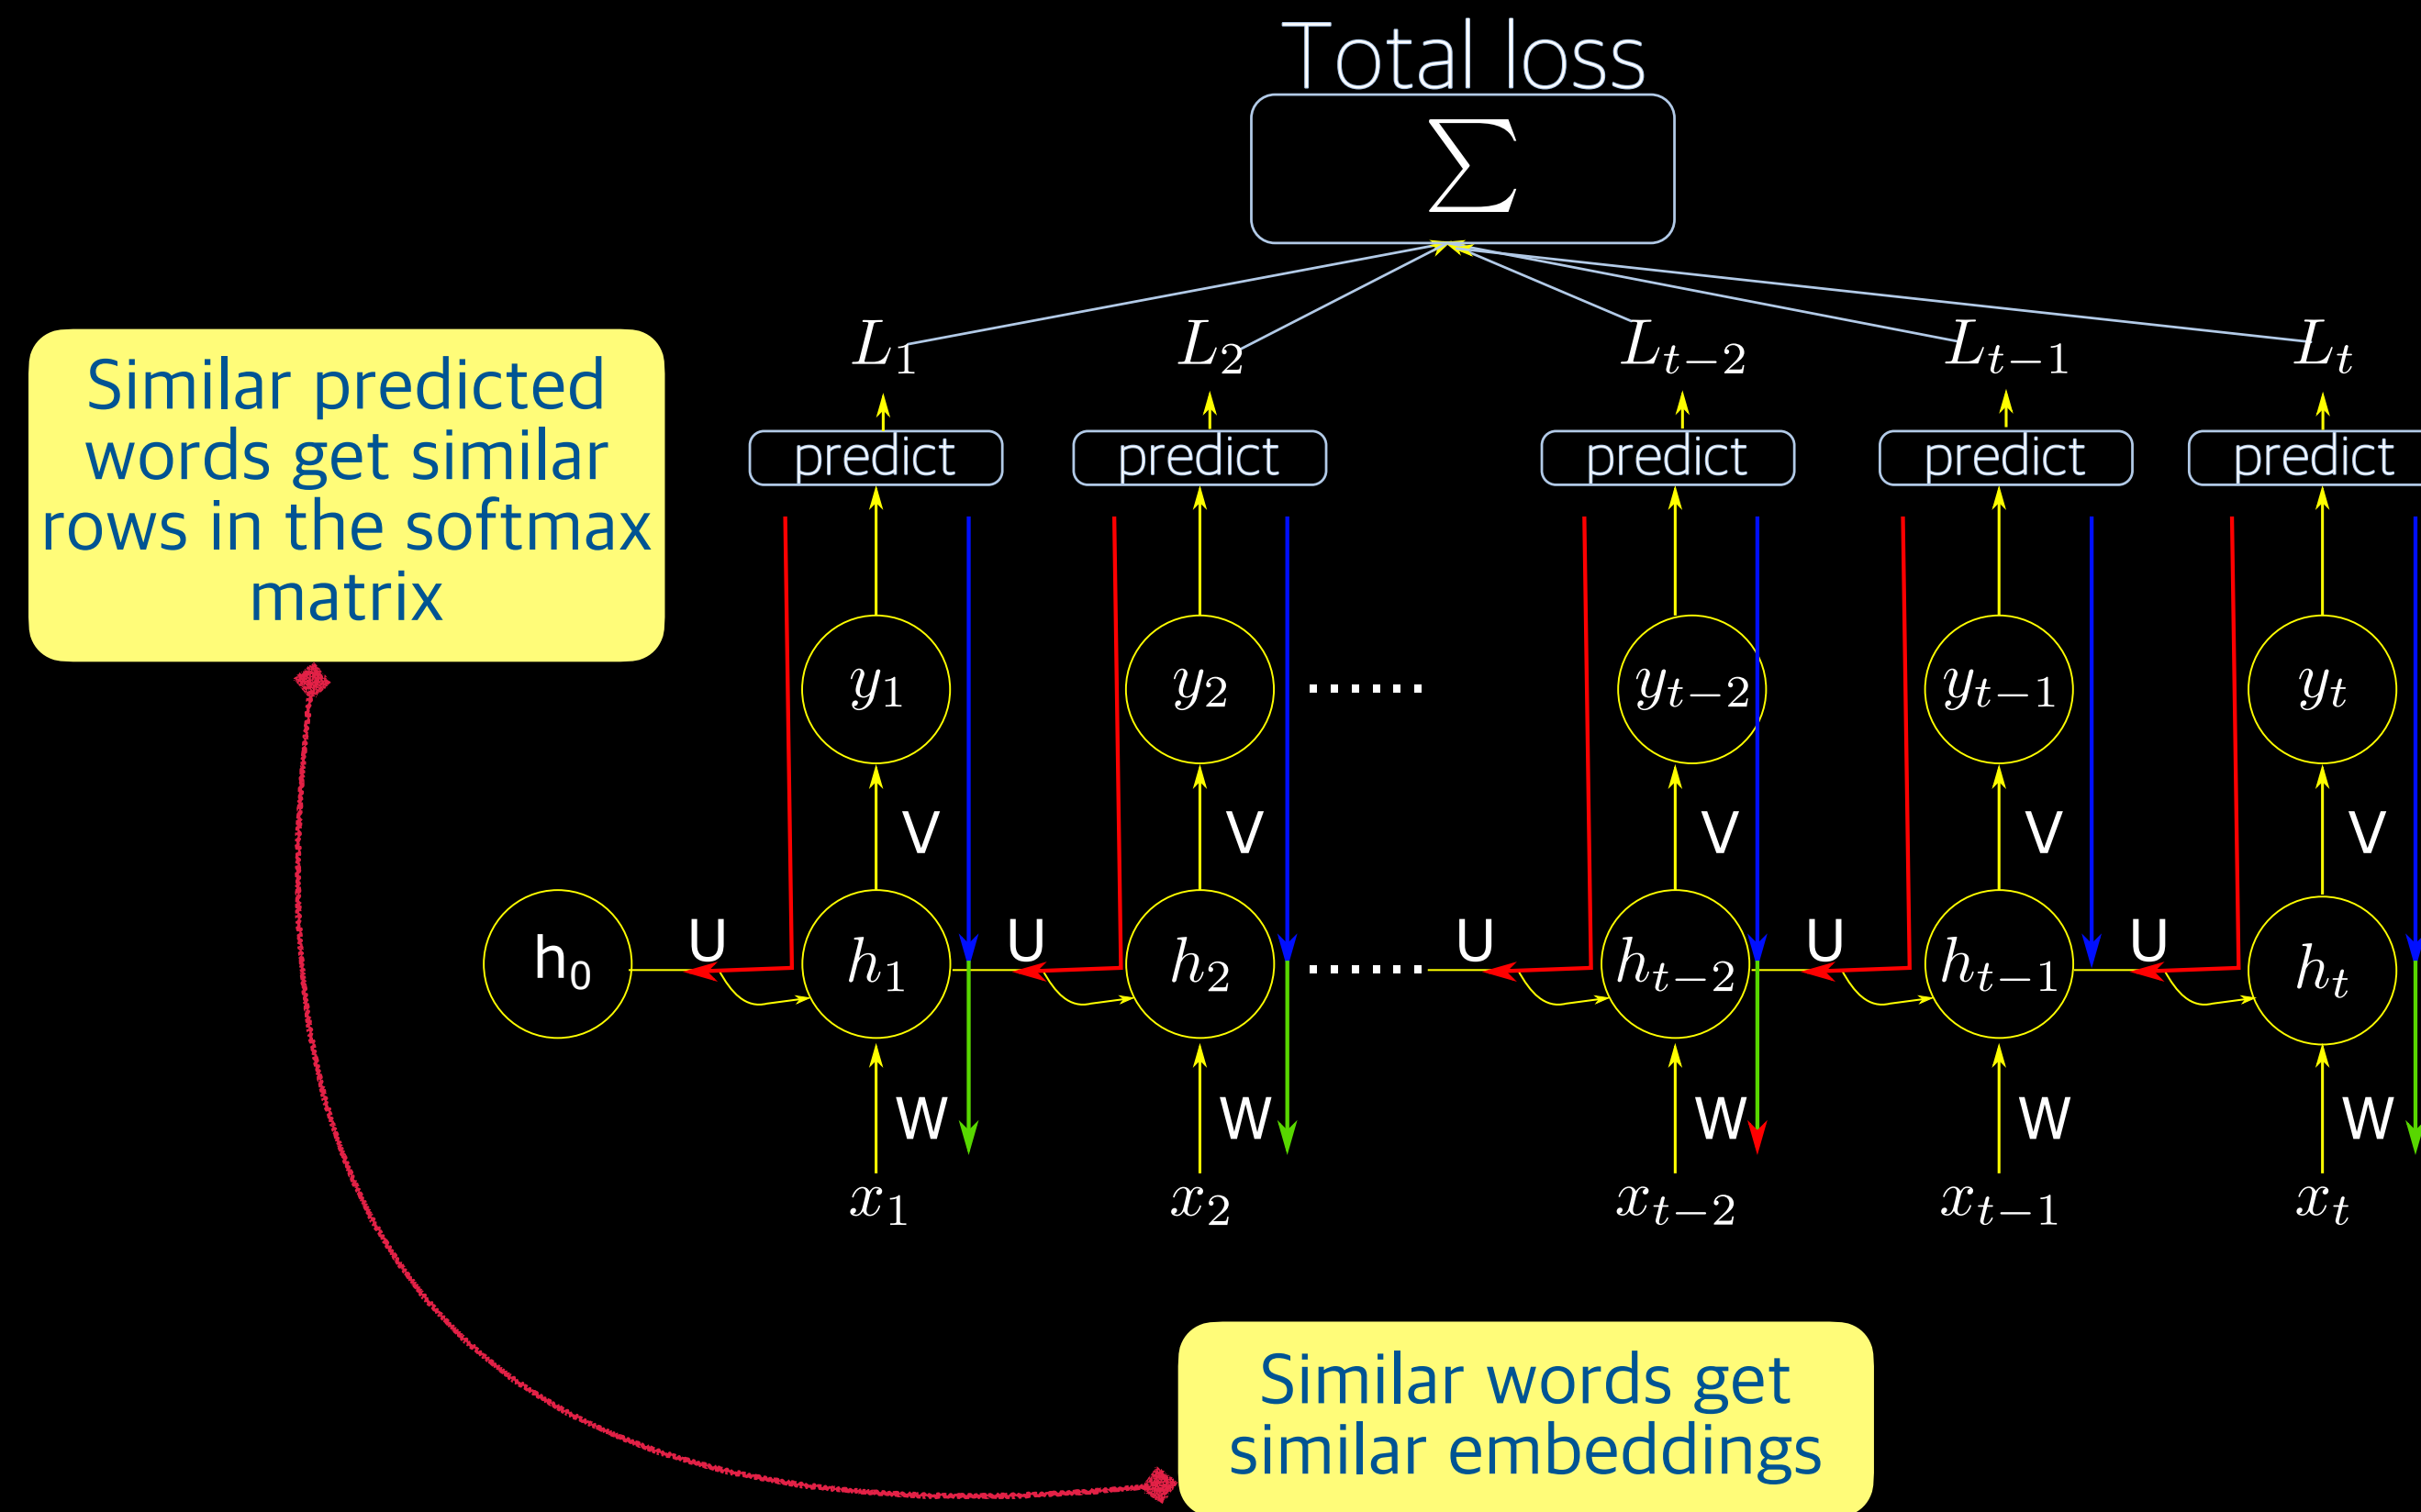 Total loss
∑
L₁ L₂ Lₜ₋₂ Lₜ₋₁ Lₜ
Similar predicted
words get similar
rows in the softmax
matrix
predict predict predict predict predict
y₁ y₂ ...... yₜ₋₂ yₜ₋₁ yₜ
V V V V V
h₀ U h₁ U h₂ ...... U hₜ₋₂ U hₜ₋₁ U hₜ
W W W W W
x₁ x₂ xₜ₋₂ xₜ₋₁ xₜ
Similar words get
similar embeddings